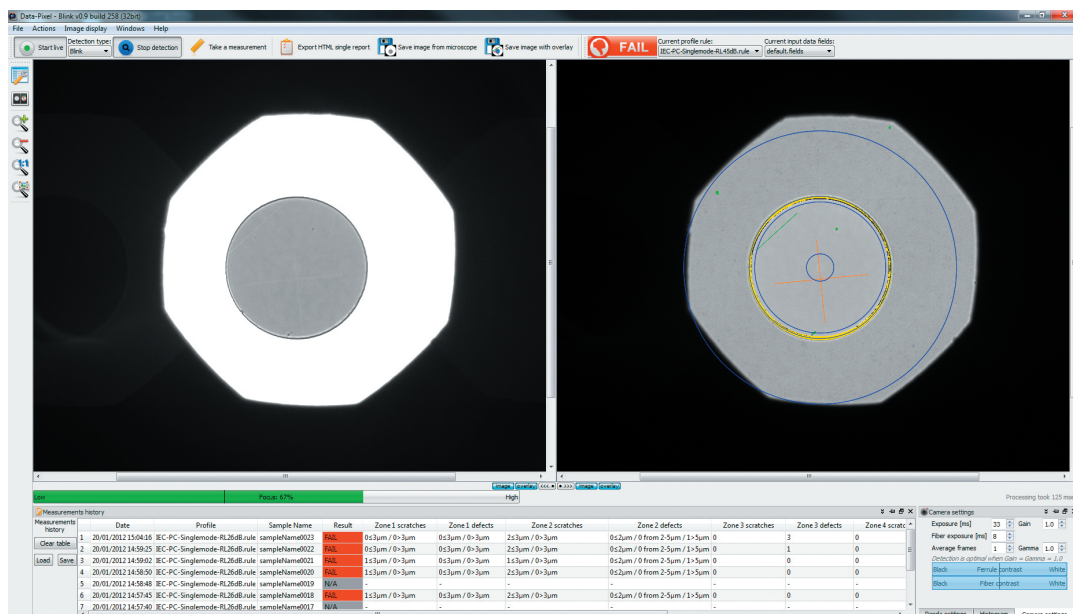 Data-Pixel - Blink v0.9 build 258 (32bit)
File Actions Image display Windows Help
Start live Detection type: Blink Stop detection Take a measurement Export HTML single report Save image from microscope Save image with overlay FAIL Current profile rule: IEC-PC-Singlemode-RL45dB.rule Current input data fields: default.fields
1:1
image overlay <<< >>> image overlay
Low Focus: 67% High Processing took 125 mse
Measurements history Camera settings
Measurements history
Clear table
Load Save
Date Profile Sample Name Result Zone 1 scratches Zone 1 defects Zone 2 scratches Zone 2 defects Zone 3 scratches Zone 3 defects Zone 4 scratc
1 20/01/2012 15:04:16 IEC-PC-Singlemode-RL26dB.rule sampleName0023 FAIL 0≤3µm / 0>3µm 0≤3µm / 0>3µm 2≤3µm / 0>3µm 0≤2µm / 0 from 2-5µm / 1>5µm 0 3 0
2 20/01/2012 14:59:25 IEC-PC-Singlemode-RL26dB.rule sampleName0022 FAIL 0≤3µm / 0>3µm 0≤3µm / 0>3µm 2≤3µm / 0>3µm 0≤2µm / 0 from 2-5µm / 1>5µm 0 1 0
3 20/01/2012 14:59:02 IEC-PC-Singlemode-RL26dB.rule sampleName0021 FAIL 1≤3µm / 0>3µm 0≤3µm / 0>3µm 1≤3µm / 0>3µm 0≤2µm / 0 from 2-5µm / 1>5µm 0 0 0
4 20/01/2012 14:58:50 IEC-PC-Singlemode-RL26dB.rule sampleName0020 FAIL 1≤3µm / 0>3µm 0≤3µm / 0>3µm 2≤3µm / 0>3µm 0≤2µm / 0 from 2-5µm / 1>5µm 0 0 0
5 20/01/2012 14:58:48 IEC-PC-Singlemode-RL26dB.rule sampleName0019 N/A - - - - - - -
6 20/01/2012 14:57:45 IEC-PC-Singlemode-RL26dB.rule sampleName0018 FAIL 1≤3µm / 0>3µm 0≤3µm / 0>3µm 2≤3µm / 0>3µm 0≤2µm / 0 from 2-5µm / 1>5µm 0 0 0
7 20/01/2012 14:57:40 IEC-PC-Singlemode-RL26dB.rule sampleName0017 N/A - - - - - - -
Exposure [ms] 33 Gain 1.0
Fiber exposure [ms] 8
Average frames 1 Gamma 1.0
Detection is optimal when Gain = Gamma = 1.0
Black Ferrule contrast White
Black Fiber contrast White